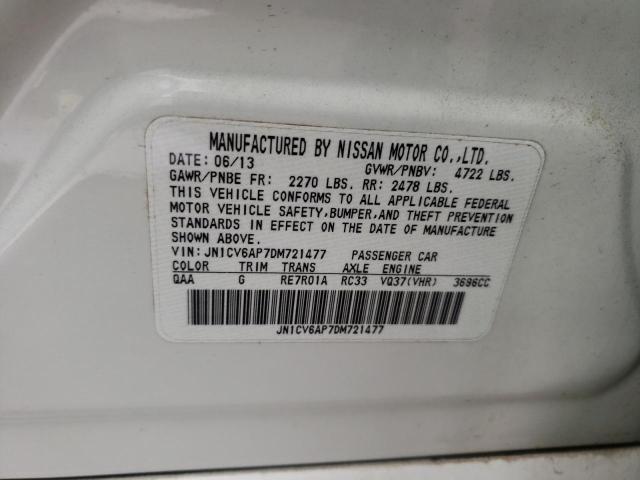 MANUFACTURED BY NISSAN MOTOR CO.,LTD.
DATE: 06/13 GVWR/PNBV: 4722 LBS.
GAWR/PNBE FR: 2270 LBS. RR: 2478 LBS.
THIS VEHICLE CONFORMS TO ALL APPLICABLE FEDERAL
MOTOR VEHICLE SAFETY, BUMPER, AND THEFT PREVENTION
STANDARDS IN EFFECT ON THE DATE OF MANUFACTURE
SHOWN ABOVE.
VIN: JN1CV6AP7DM721477 PASSENGER CAR
COLOR TRIM TRANS AXLE ENGINE
QAA G RE7R01A RC33 VQ37(VHR) 3696CC
JN1CV6AP7DM721477